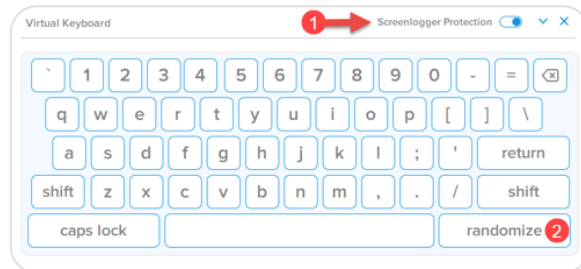 Virtual Keyboard 1 Screenlogger Protection
` 1 2 3 4 5 6 7 8 9 0 - =
q w e r t y u i o p [ ] \
a s d f g h j k l ; ' return
shift z x c v b n m , . / shift
caps lock randomize 2